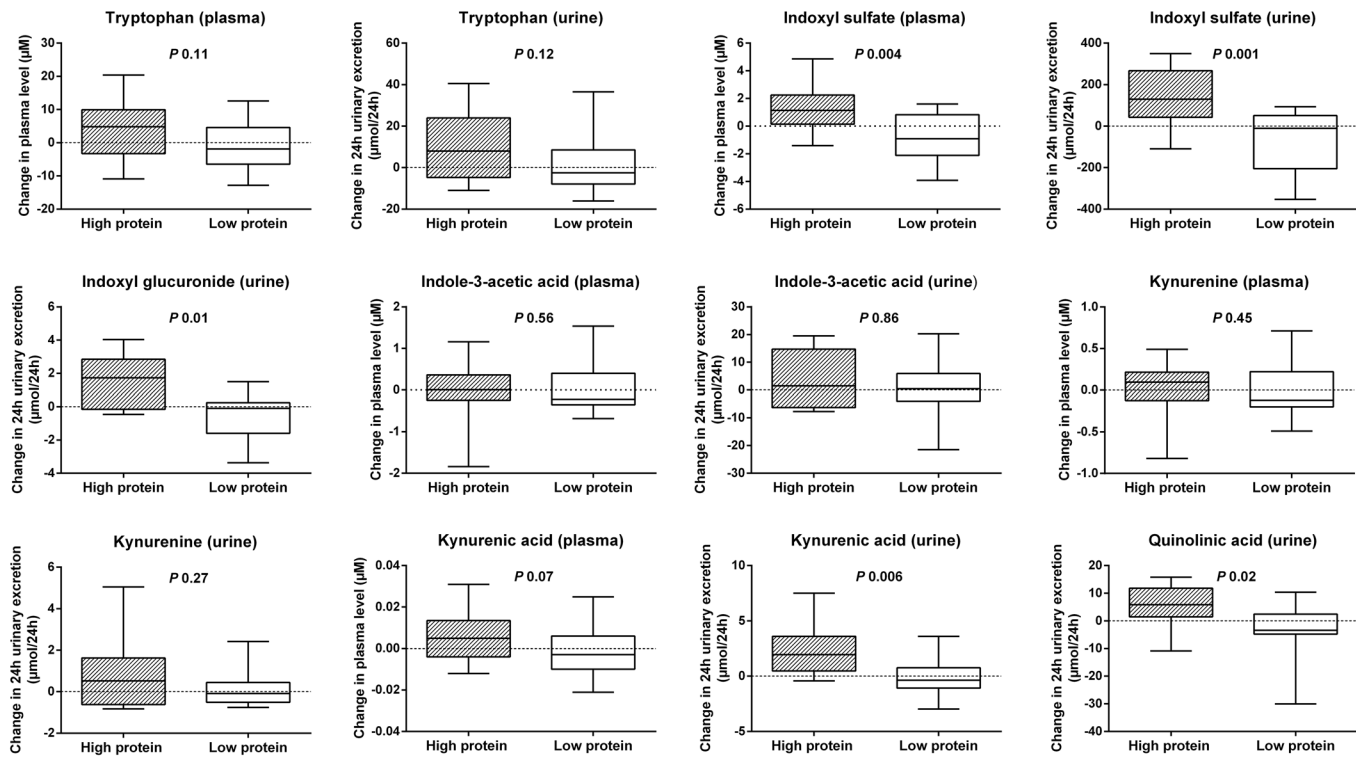 Tryptophan (plasma)
Change in plasma level (µM)
30
20
10
0
-10
-20
P 0.11
High protein
Low protein
Tryptophan (urine)
Change in 24h urinary excretion
(µmol/24h)
60
40
20
0
-20
P 0.12
High protein
Low protein
Indoxyl sulfate (plasma)
Change in plasma level (µM)
6
4
2
0
-2
-4
-6
P 0.004
High protein
Low protein
Indoxyl sulfate (urine)
Change in 24h urinary excretion
(µmol/24h)
400
200
0
-200
-400
P 0.001
High protein
Low protein
Indoxyl glucuronide (urine)
Change in 24h urinary excretion
(µmol/24h)
6
4
2
0
-2
-4
P 0.01
High protein
Low protein
Indole-3-acetic acid (plasma)
Change in plasma level (µM)
2
1
0
-1
-2
P 0.56
High protein
Low protein
Indole-3-acetic acid (urine)
Change in 24h urinary excretion
(µmol/24h)
30
20
10
0
-10
-20
-30
P 0.86
High protein
Low protein
Kynurenine (plasma)
Change in plasma level (µM)
1.0
0.5
0.0
-0.5
-1.0
P 0.45
High protein
Low protein
Kynurenine (urine)
Change in 24h urinary excretion
(µmol/24h)
6
4
2
0
-2
P 0.27
High protein
Low protein
Kynurenic acid (plasma)
Change in plasma level (µM)
0.04
0.02
0.00
-0.02
-0.04
P 0.07
High protein
Low protein
Kynurenic acid (urine)
Change in 24h urinary excretion
(µmol/24h)
10
5
0
-5
P 0.006
High protein
Low protein
Quinolinic acid (urine)
Change in 24h urinary excretion
(µmol/24h)
20
10
0
-10
-20
-30
-40
P 0.02
High protein
Low protein